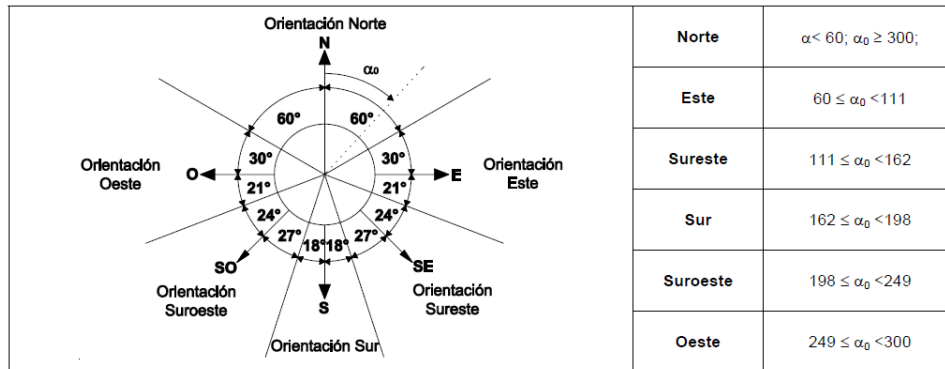 Orientación Norte
N
α₀
60° 60°
30° 30°
Orientación
Oeste
O E
Orientación
Este
21° 21°
24° 24°
27° 27°
18° 18°
SO SE
Orientación
Suroeste
S
Orientación
Sureste
Orientación Sur
Norte α< 60; α₀ ≥ 300;
Este 60 ≤ α₀ <111
Sureste 111 ≤ α₀ <162
Sur 162 ≤ α₀ <198
Suroeste 198 ≤ α₀ <249
Oeste 249 ≤ α₀ <300